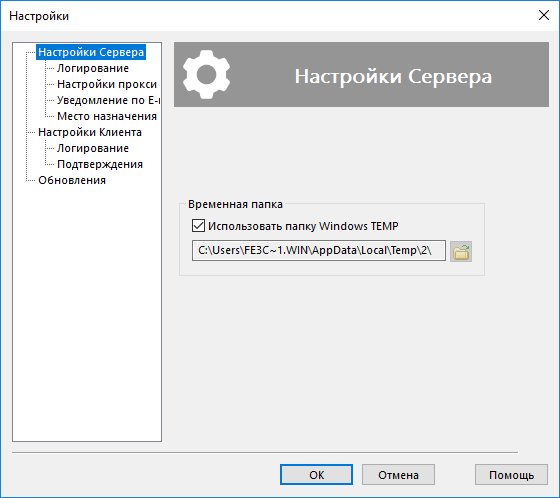 Настройки
Настройки Сервера
Логирование
Настройки прокси
Уведомление по E-
Место назначения
Настройки Клиента
Логирование
Подтверждения
Обновления
Настройки Сервера
Временная папка
Использовать папку Windows TEMP
C:\Users\FE3C~1.WIN\AppData\Local\Temp\2\
OK
Отмена
Помощь